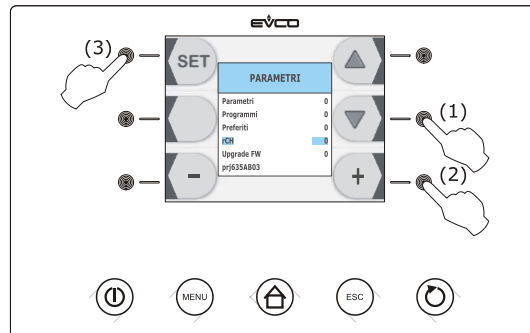 EVCO
(3)
SET
PARAMETRI
Parametri 0
Programmi 0
Preferiti 0
rCH 0
Upgrade FW 0
prj635AB03
(1)
(2)
-
+
MENU
ESC